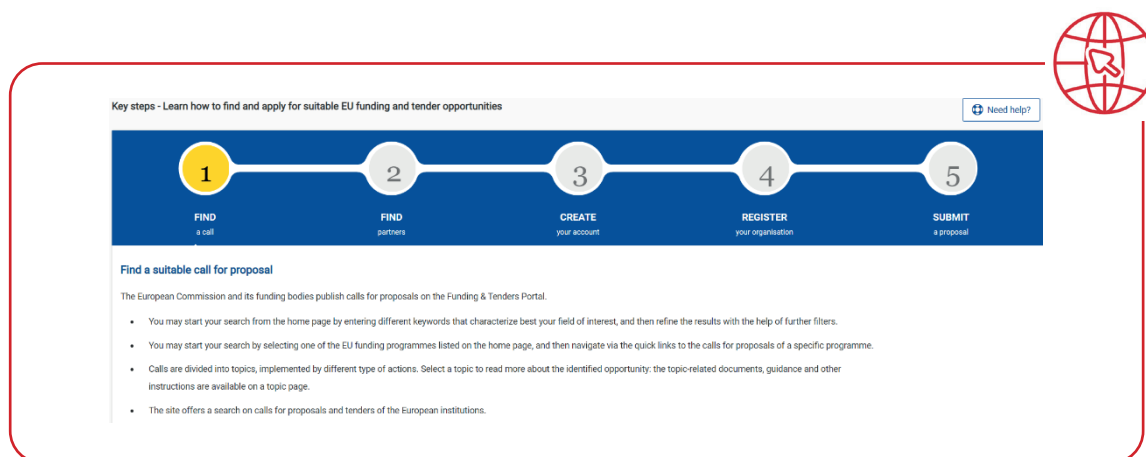 Key steps - Learn how to find and apply for suitable EU funding and tender opportunities
Need help?
1
2
3
4
5
FIND
a call
FIND
partners
CREATE
your account
REGISTER
your organisation
SUBMIT
a proposal
Find a suitable call for proposal
The European Commission and its funding bodies publish calls for proposals on the Funding & Tenders Portal.
• You may start your search from the home page by entering different keywords that characterize best your field of interest, and then refine the results with the help of further filters.
• You may start your search by selecting one of the EU funding programmes listed on the home page, and then navigate via the quick links to the calls for proposals of a specific programme.
• Calls are divided into topics, implemented by different type of actions. Select a topic to read more about the identified opportunity: the topic-related documents, guidance and other
instructions are available on a topic page.
• The site offers a search on calls for proposals and tenders of the European institutions.